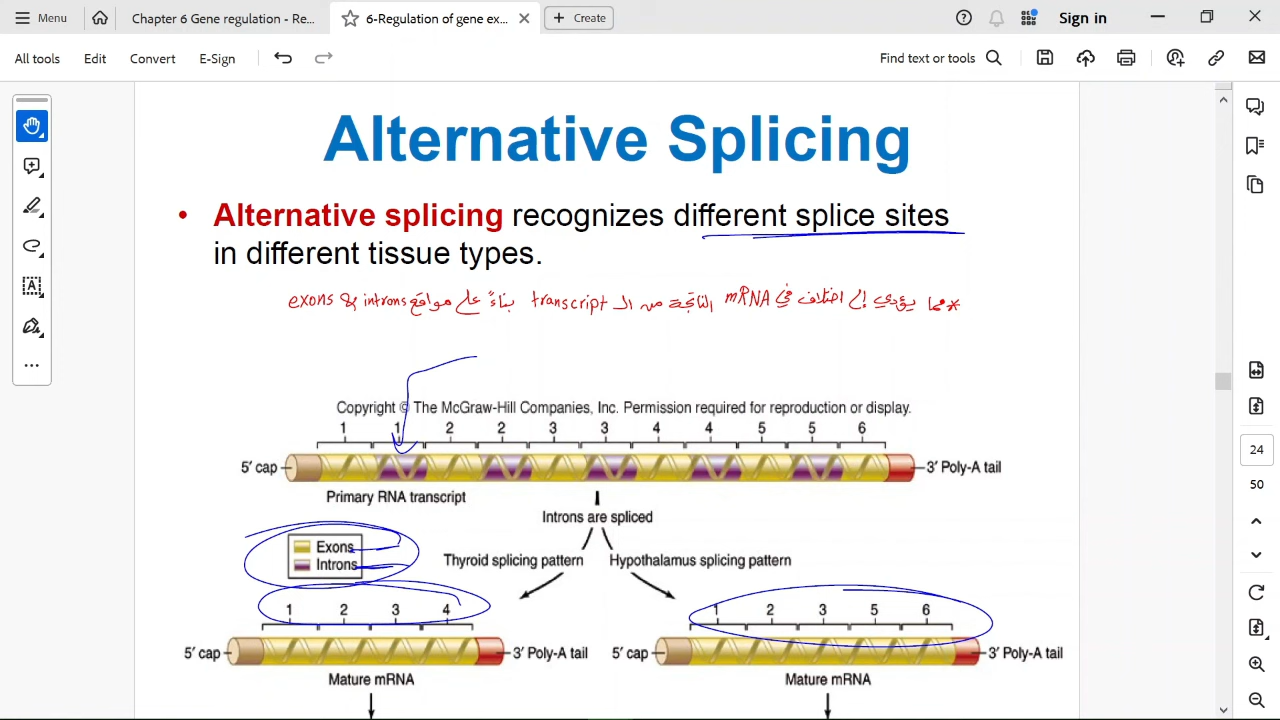 Menu
Chapter 6 Gene regulation - Re...
6-Regulation of gene ex...
Create
Sign in
All tools
Edit
Convert
E-Sign
Find text or tools
Alternative Splicing
• Alternative splicing recognizes different splice sites
in different tissue types.
*مما يؤدي إلى اختلاف في mRNA الناتجة من الـ transcript بناءً على مواقع introns و exons
Copyright © The McGraw-Hill Companies, Inc. Permission required for reproduction or display.
1 1 2 2 3 3 4 4 5 5 6
5′ cap
3′ Poly-A tail
Primary RNA transcript
Introns are spliced
Exons
Introns
Thyroid splicing pattern
Hypothalamus splicing pattern
1 2 3 4
1 2 3 5 6
5′ cap
3′ Poly-A tail
5′ cap
3′ Poly-A tail
Mature mRNA
Mature mRNA
24
50